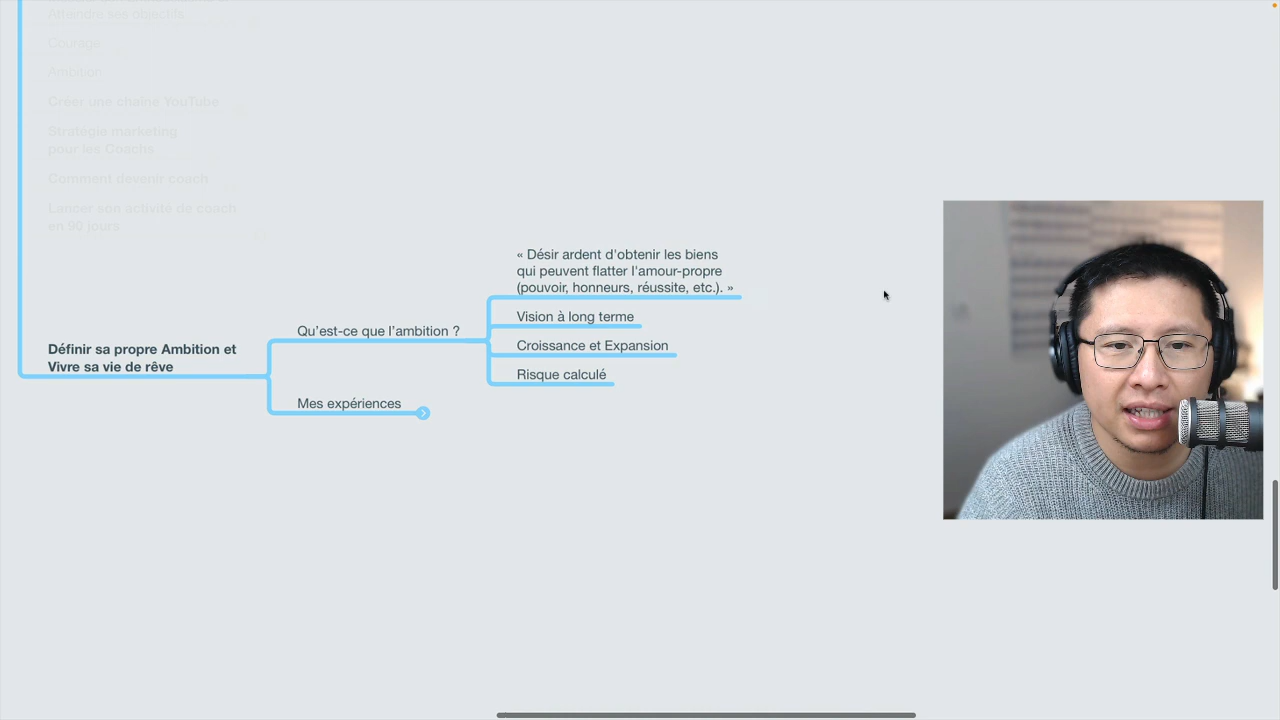 Atteindre ses objectifs
Courage
Ambition
Créer une chaîne YouTube
Stratégie marketing
pour les Coachs
Comment devenir coach
Lancer son activité de coach
en 90 jours
« Désir ardent d'obtenir les biens
qui peuvent flatter l'amour-propre
(pouvoir, honneurs, réussite, etc.). »
Vision à long terme
Qu'est-ce que l'ambition ?
Croissance et Expansion
Définir sa propre Ambition et
Vivre sa vie de rêve
Risque calculé
Mes expériences